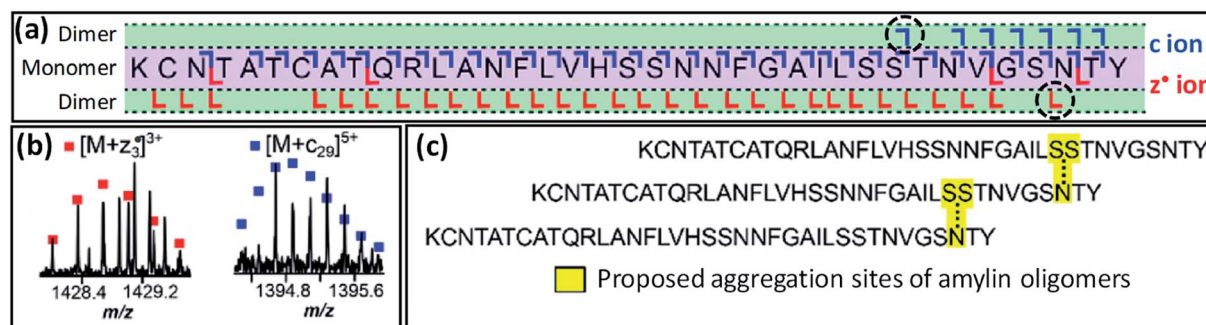 (a) Dimer
Monomer K C N T A T C A T Q R L A N F L V H S S N N F G A I L S S T N V G S N T Y
Dimer
c ion
z• ion
(b) [M+z₃•]³⁺ [M+c₂₉]⁵⁺
1428.4 1429.2 1394.8 1395.6
m/z m/z
(c) KCNTATCATQRLANFLVHSSNNFGAILSSTNVGSNTY
KCNTATCATQRLANFLVHSSNNFGAILSSTNVGSNTY
KCNTATCATQRLANFLVHSSNNFGAILSSTNVGSNTY
Proposed aggregation sites of amylin oligomers